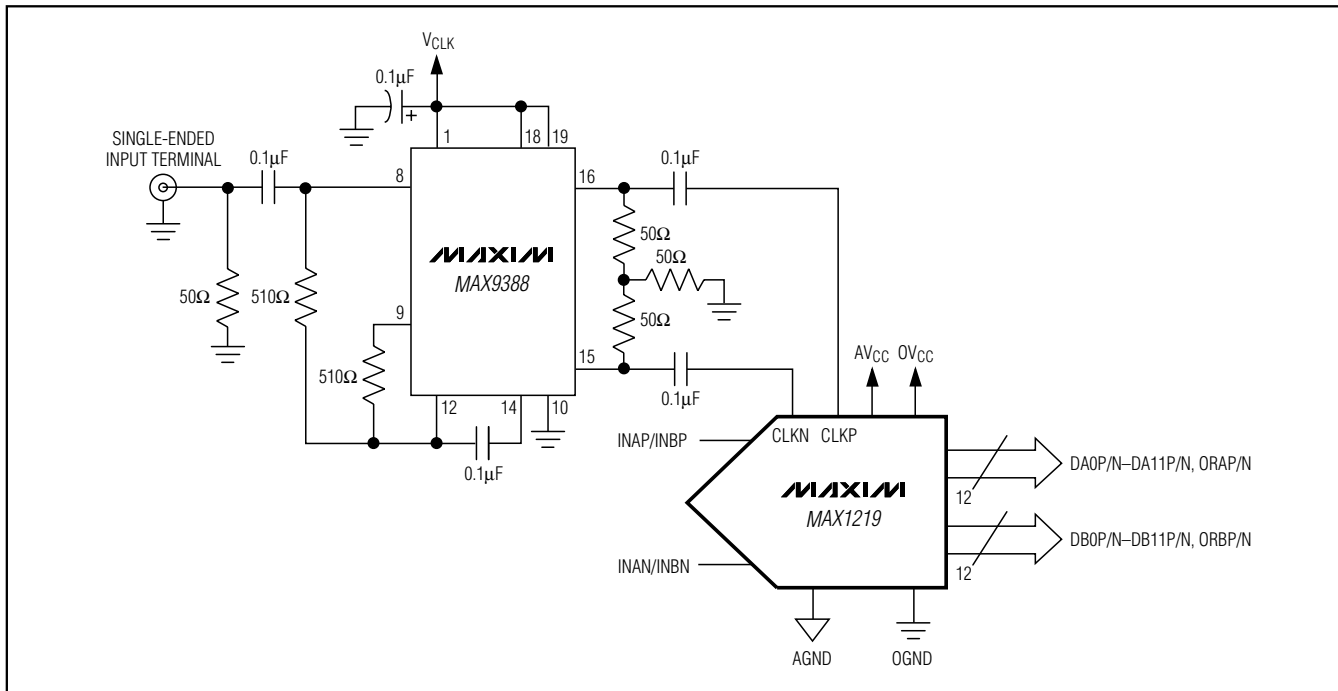 VCLK
0.1µF
+
SINGLE-ENDED
INPUT TERMINAL
0.1µF
1
18
19
8
16
0.1µF
50Ω
50Ω
MAXIM
MAX9388
50Ω
510Ω
9
50Ω
15
510Ω
0.1µF
12
14
10
0.1µF
AVCC
OVCC
INAP/INBP
CLKN
CLKP
DA0P/N–DA11P/N, ORAP/N
12
MAXIM
MAX1219
DB0P/N–DB11P/N, ORBP/N
12
INAN/INBN
AGND
OGND